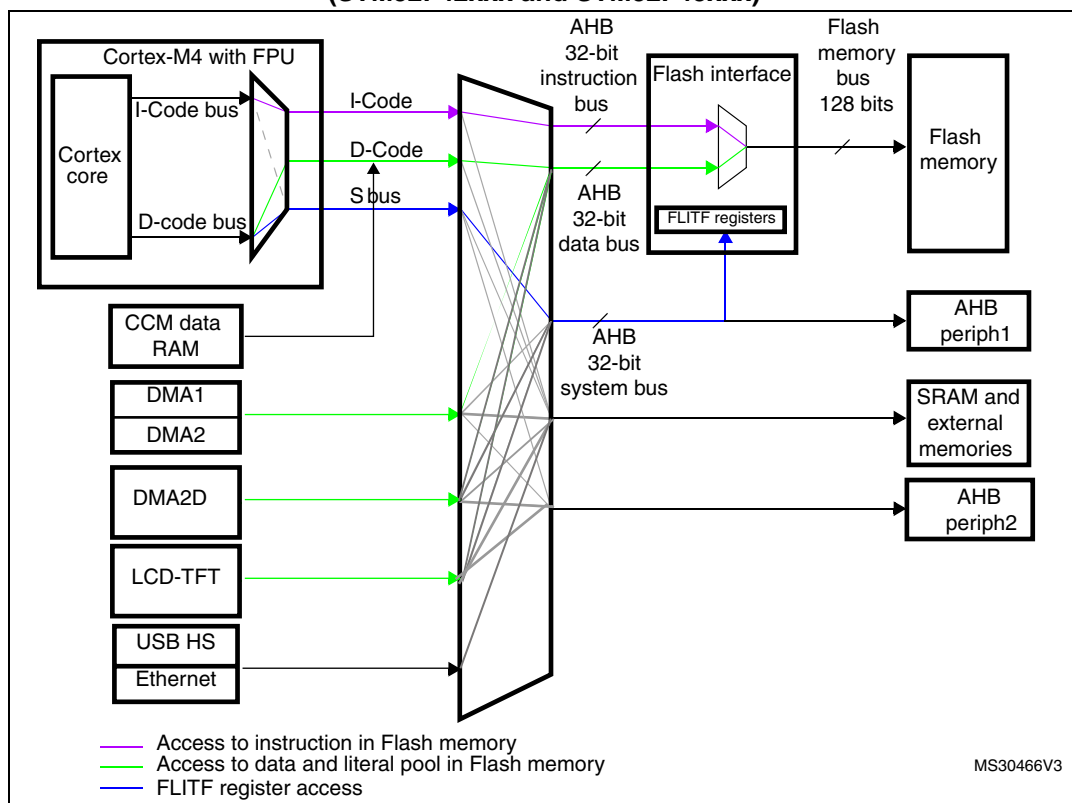 (STM32F42xxx and STM32F43xxx)
Cortex-M4 with FPU
I-Code bus
Cortex
core
D-code bus
I-Code
D-Code
S bus
AHB
32-bit
instruction
bus
Flash interface
FLITF registers
Flash
memory
bus
128 bits
Flash
memory
AHB
32-bit
data bus
CCM data
RAM
AHB
32-bit
system bus
AHB
periph1
DMA1
DMA2
SRAM and
external
memories
DMA2D
AHB
periph2
LCD-TFT
USB HS
Ethernet
Access to instruction in Flash memory
Access to data and literal pool in Flash memory
FLITF register access
MS30466V3